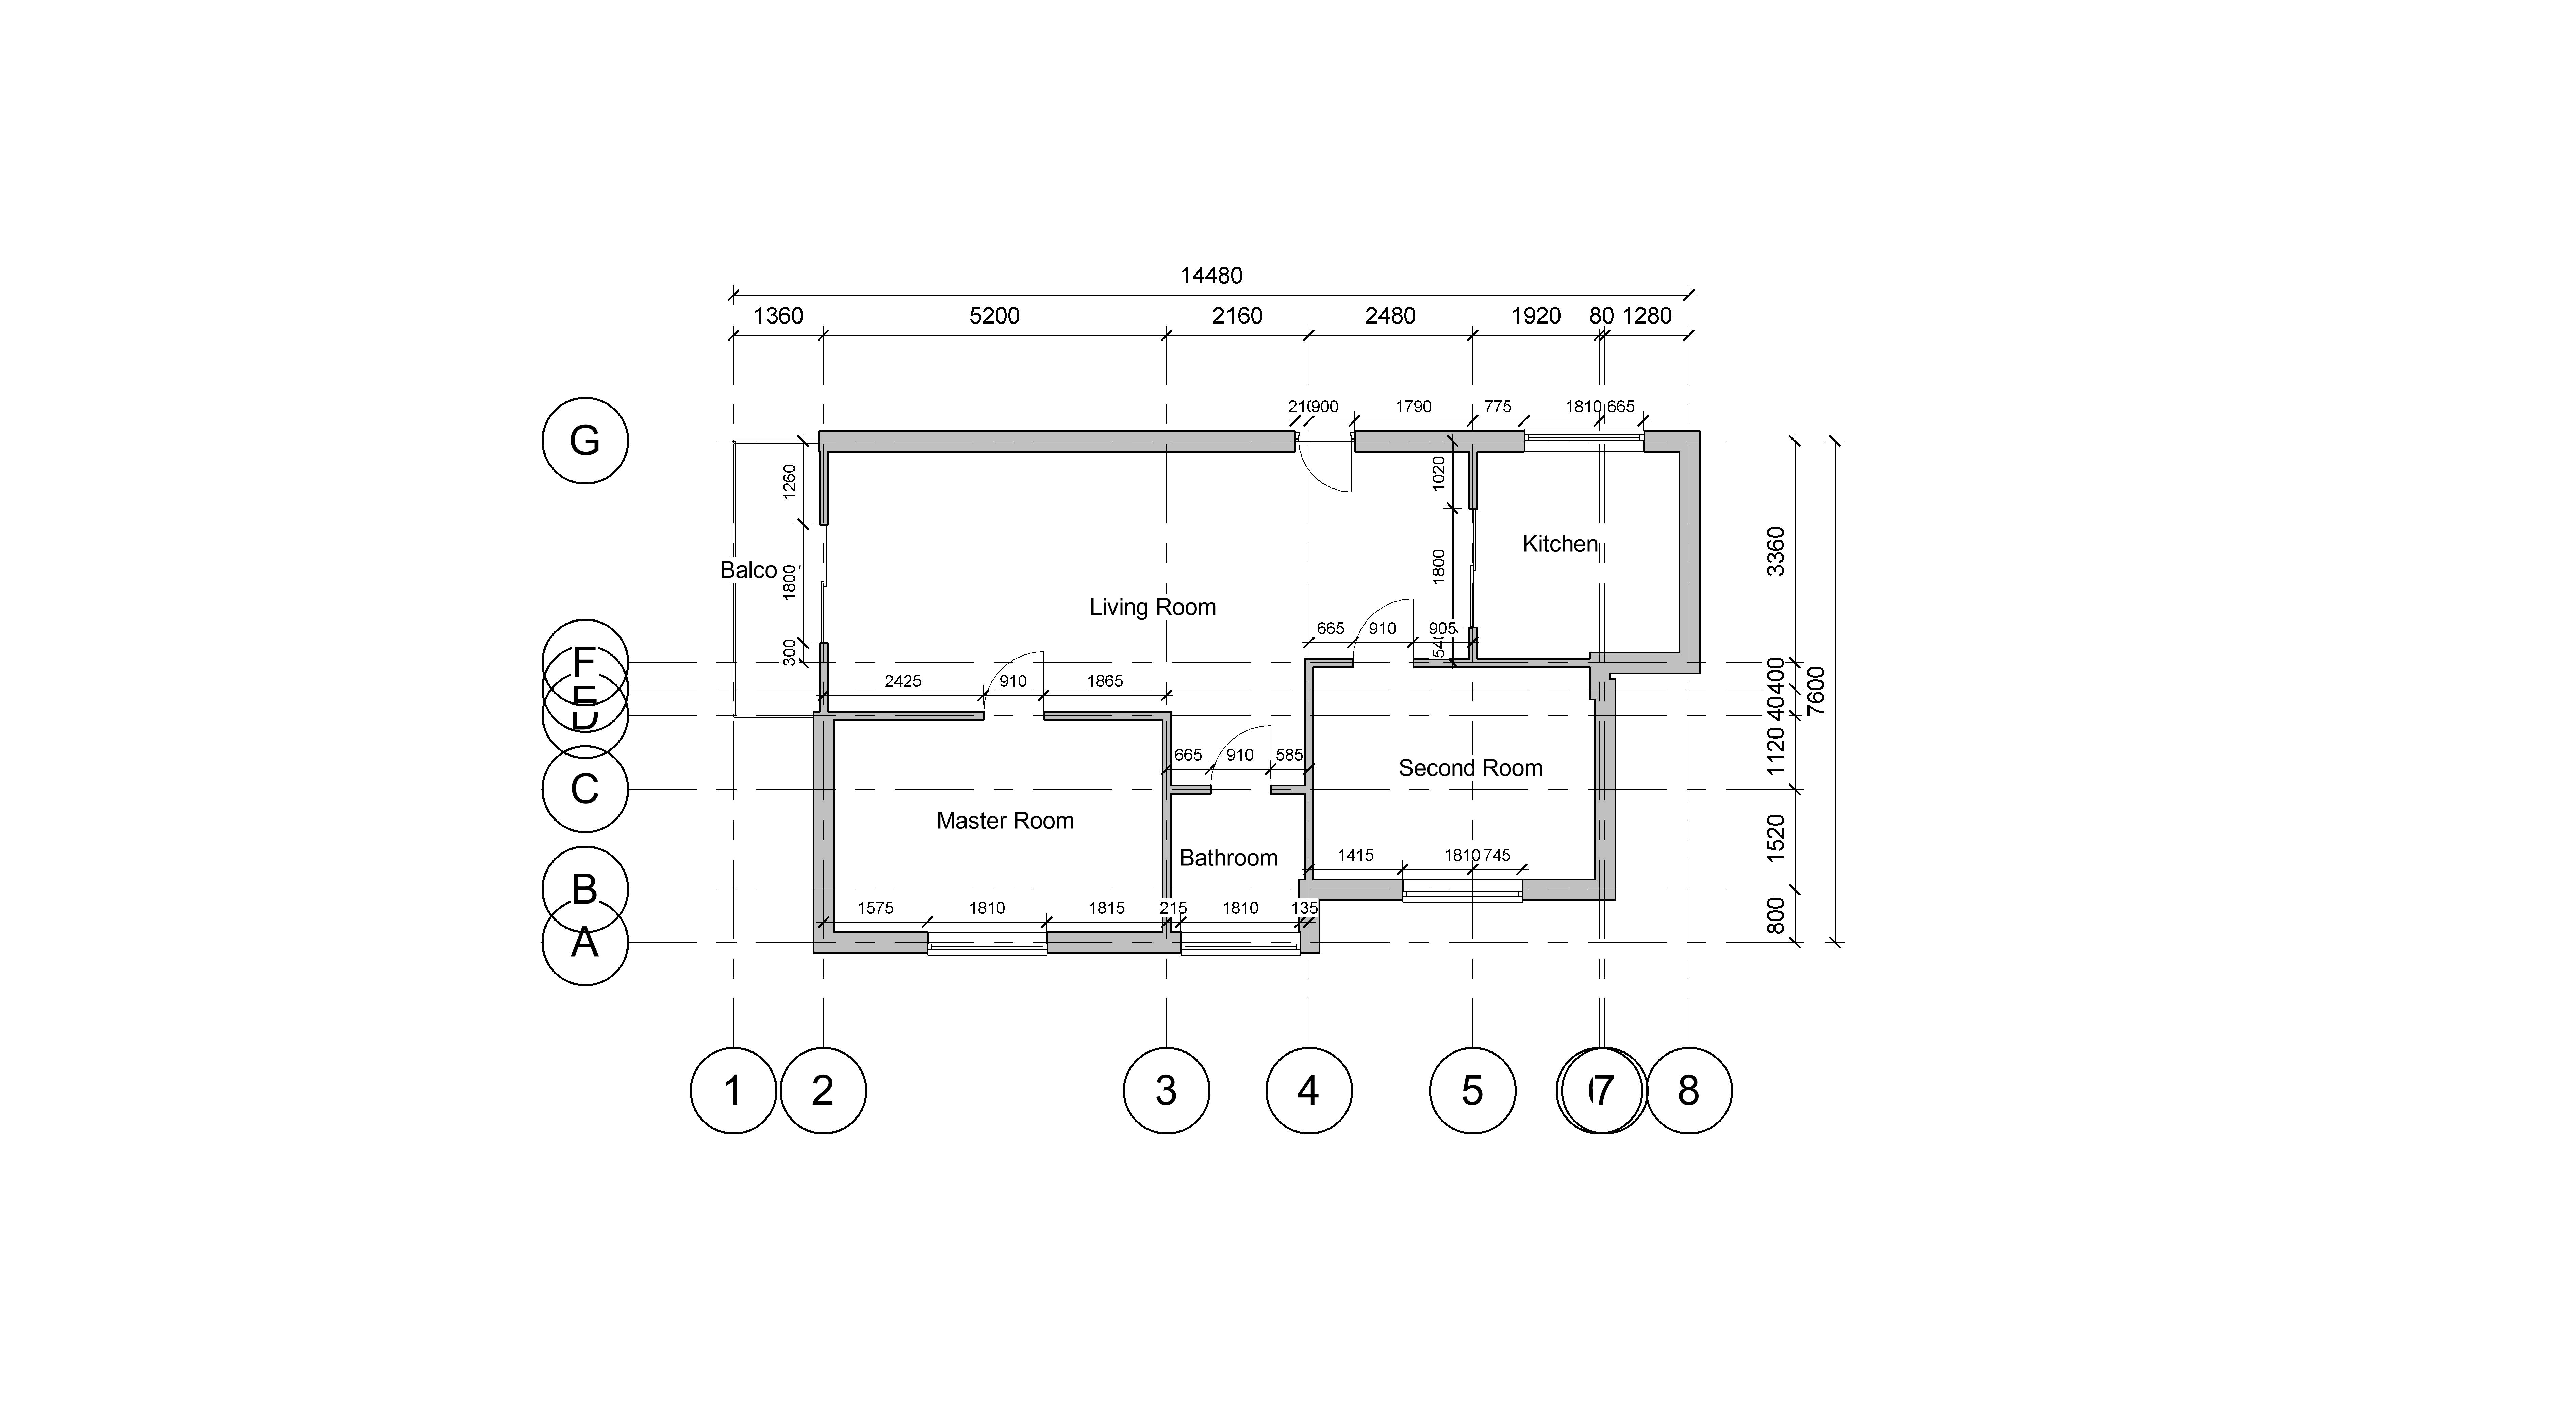 14480
1360 5200 2160 2480 1920 80 1280
G
210 900 1790 775 1810 665
1260
1020
3360
Kitchen
Balco
1800
1800
Living Room
665 910 905
540
300
F
E
D
400
400
7600
2425 910 1865
1120
665 910 585
C
Second Room
Master Room
1520
Bathroom
1415 1810 745
B
1575 1810 1815 215 1810 135
800
A
1 2 3 4 5 7 8